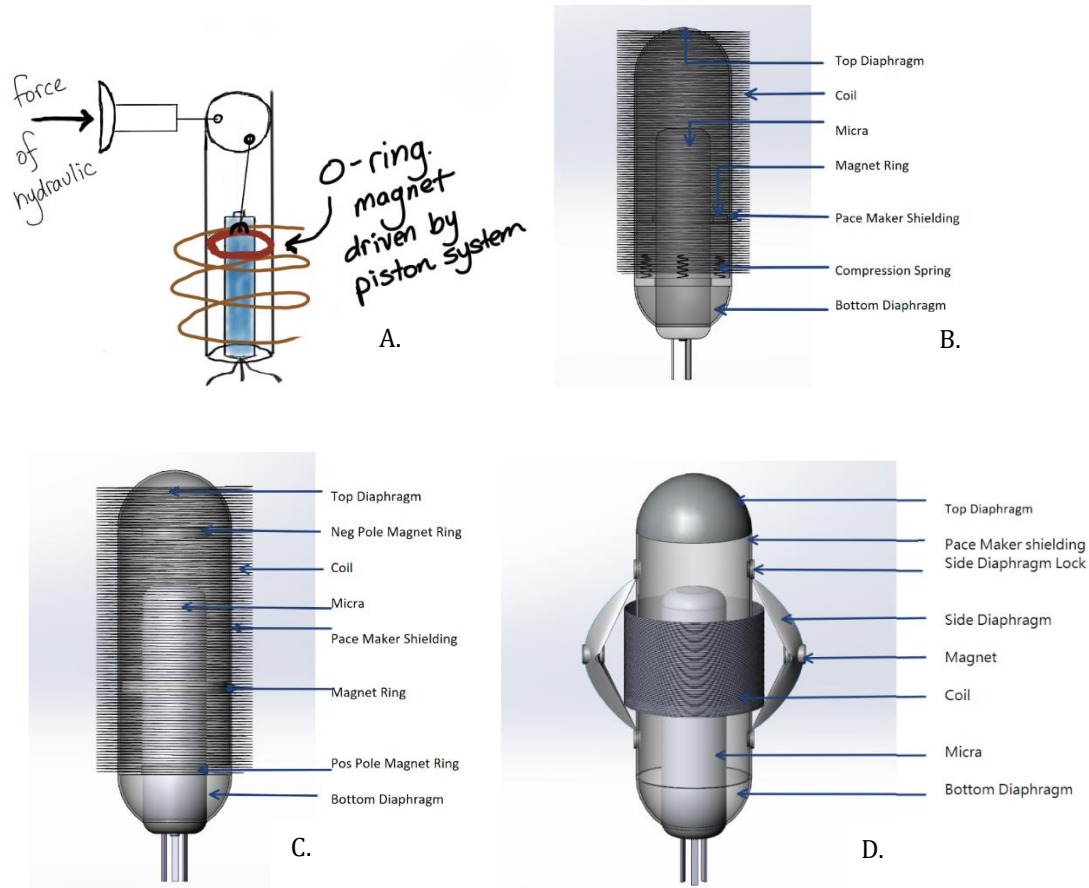 force
of
hydraulic
O-ring.
magnet
driven by
piston system
A.
Top Diaphragm
Coil
Micra
Magnet Ring
Pace Maker Shielding
Compression Spring
Bottom Diaphragm
B.
Top Diaphragm
Neg Pole Magnet Ring
Coil
Micra
Pace Maker Shielding
Magnet Ring
Pos Pole Magnet Ring
Bottom Diaphragm
C.
Top Diaphragm
Pace Maker shielding
Side Diaphragm Lock
Side Diaphragm
Magnet
Coil
Micra
Bottom Diaphragm
D.